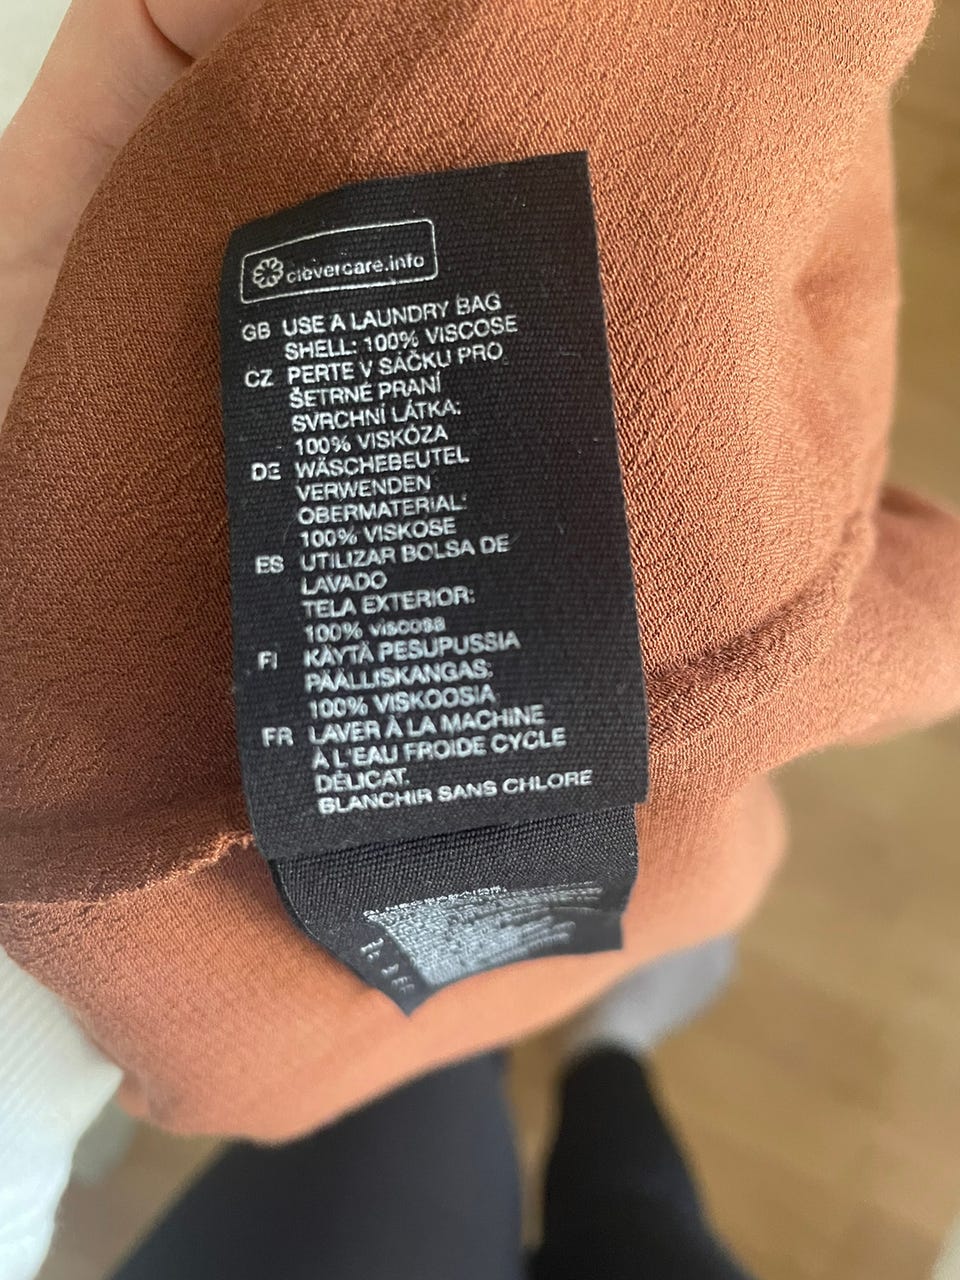 clevercare.info
GB USE A LAUNDRY BAG
SHELL: 100% VISCOSE
CZ PERTE V SÁČKU PRO
ŠETRNÉ PRANÍ
SVRCHNÍ LÁTKA:
100% VISKÓZA
DE WÄSCHEBEUTEL
VERWENDEN
OBERMATERIAL:
100% VISKOSE
ES UTILIZAR BOLSA DE
LAVADO
TELA EXTERIOR:
100% viscosa
FI KÄYTÄ PESUPUSSIA
PÄÄLLISKANGAS:
100% VISKOOSIA
FR LAVER À LA MACHINE
À L'EAU FROIDE CYCLE
DÉLICAT.
BLANCHIR SANS CHLORE